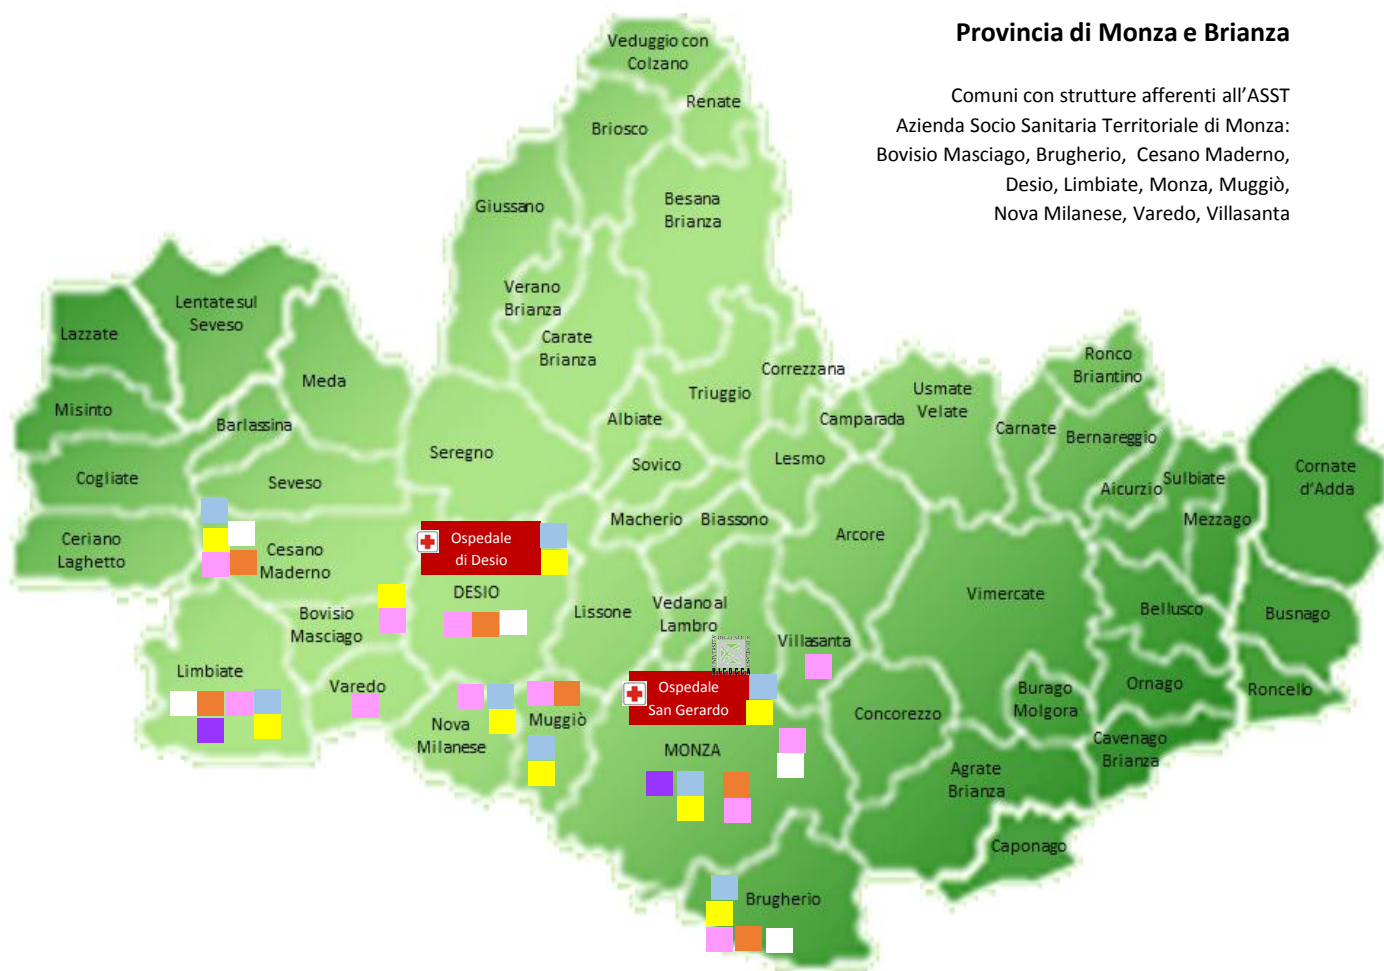 Provincia di Monza e Brianza
Comuni con strutture afferenti all'ASST
Azienda Socio Sanitaria Territoriale di Monza:
Bovisio Masciago, Brugherio, Cesano Maderno,
Desio, Limbiate, Monza, Muggiò,
Nova Milanese, Varedo, Villasanta
Veduggio con
Colzano
Renate
Briosco
Giussano
Besana
Brianza
Verano
Brianza
Carate
Brianza
Lentate sul
Seveso
Lazzate
Meda
Misinto
Barlassina
Cogliate
Seveso
Seregno
Albiate
Triuggio
Correzzana
Camparada
Usmate
Velate
Ronco
Briantino
Carnate
Bernareggio
Sulbiate
Aicurzio
Mezzago
Cornate
d'Adda
Sovico
Lesmo
Macherio
Biassono
Arcore
Ceriano
Laghetto
Cesano
Maderno
Ospedale
di Desio
DESIO
Bovisio
Masciago
Lissone
Vedano al
Lambro
Villasanta
Vimercate
Bellusco
Busnago
Limbiate
Varedo
Nova
Milanese
Muggiò
BICOCCA
Ospedale
San Gerardo
MONZA
Concorezzo
Burago
Molgora
Ornago
Roncello
Cavenago
Brianza
Agrate
Brianza
Caponago
Brugherio